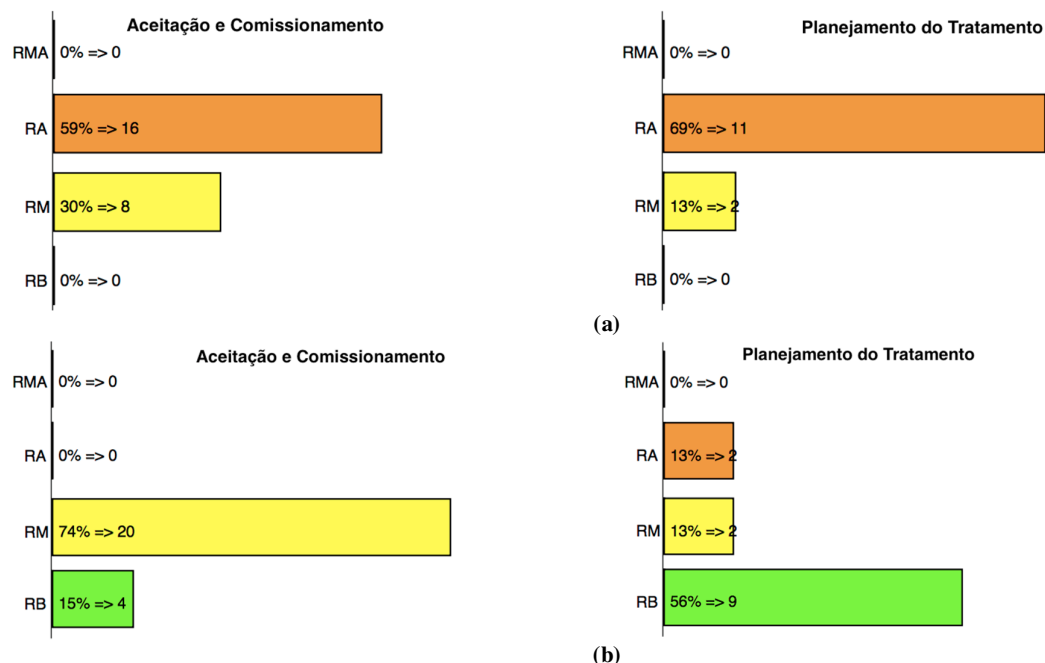 Aceitação e Comissionamento
RMA 0% => 0
RA 59% => 16
RM 30% => 8
RB 0% => 0
Planejamento do Tratamento
RMA 0% => 0
RA 69% => 11
RM 13% => 2
RB 0% => 0
(a)
Aceitação e Comissionamento
RMA 0% => 0
RA 0% => 0
RM 74% => 20
RB 15% => 4
Planejamento do Tratamento
RMA 0% => 0
RA 13% => 2
RM 13% => 2
RB 56% => 9
(b)